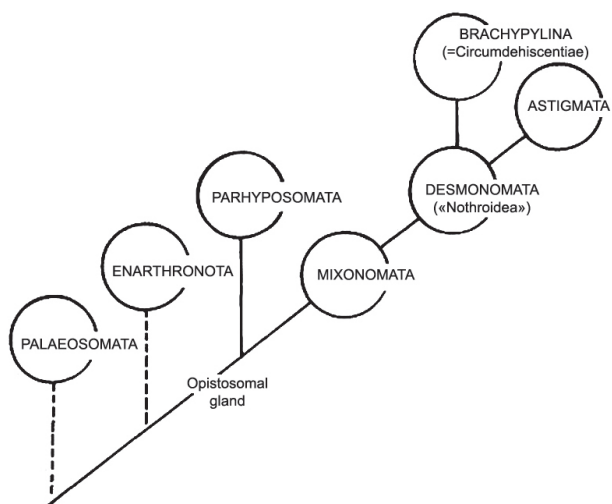 BRACHYPYLINA
(=Circumdehiscentiae)
ASTIGMATA
DESMONOMATA
(«Nothroidea»)
PARHYPOSOMATA
MIXONOMATA
ENARTHRONOTA
PALAEOSOMATA
Opistosomal
gland